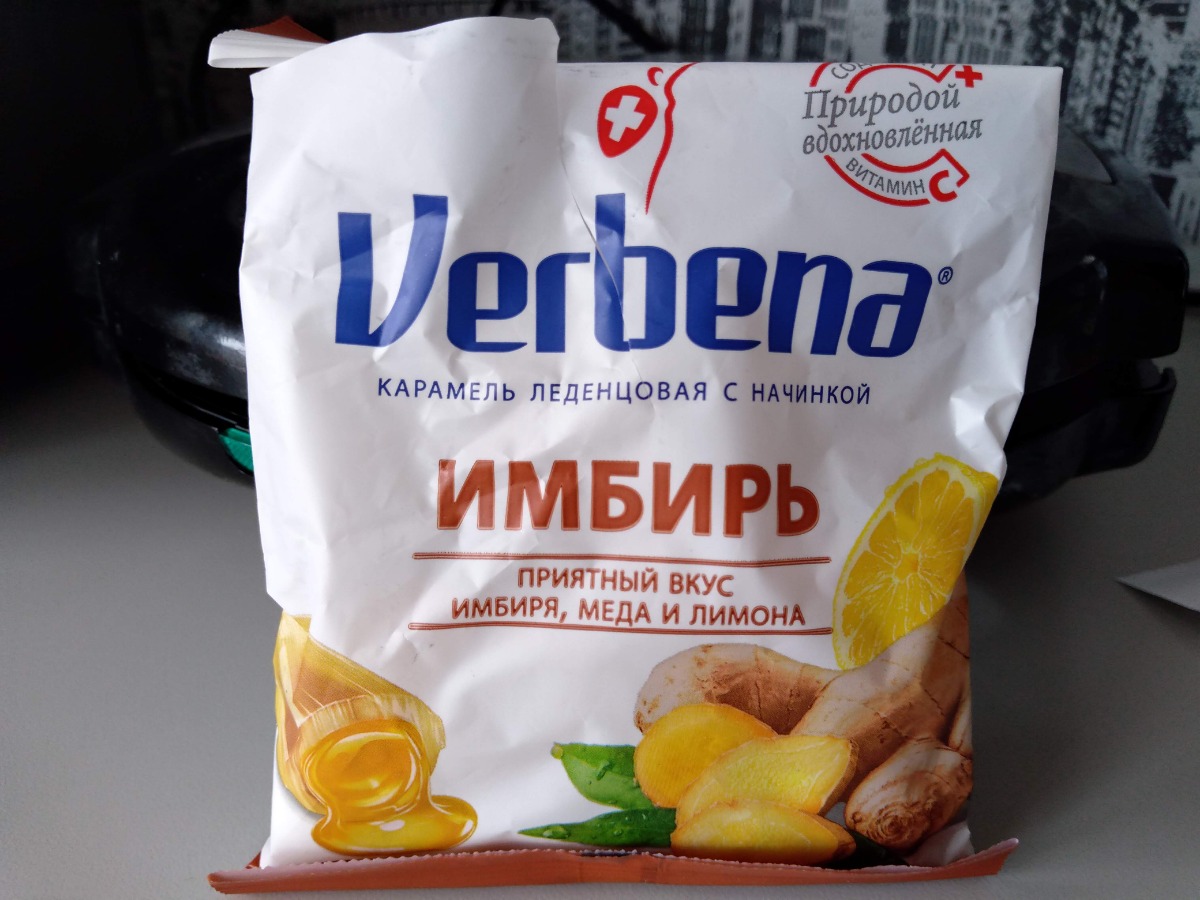 Природой
вдохновлённая
ВИТАМИН C
Verbena®
КАРАМЕЛЬ ЛЕДЕНЦОВАЯ С НАЧИНКОЙ
ИМБИРЬ
ПРИЯТНЫЙ ВКУС
ИМБИРЯ, МЕДА И ЛИМОНА